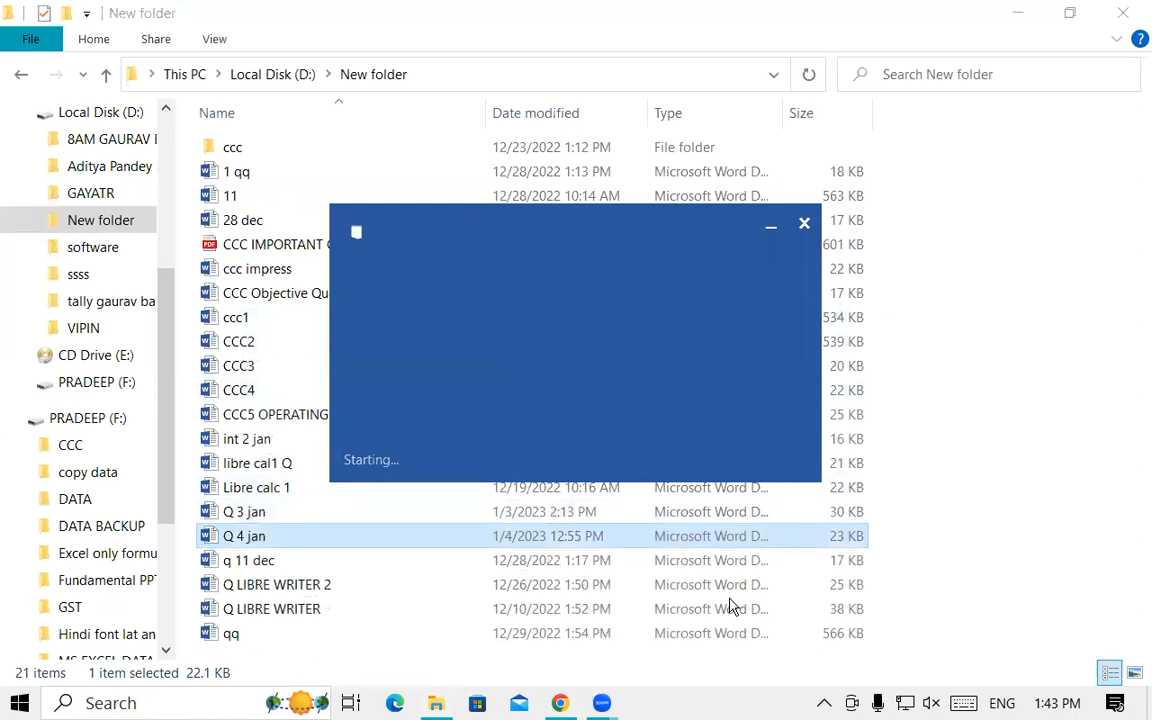 New folder
File Home Share View
This PC Local Disk (D:) New folder
Search New folder
Name Date modified Type Size
Local Disk (D:)
8AM GAURAV
Aditya Pandey
GAYATR
New folder
software
ssss
tally gaurav ba
VIPIN
CD Drive (E:)
PRADEEP (F:)
PRADEEP (F:)
CCC
copy data
DATA
DATA BACKUP
Excel only formu
Fundamental PP
GST
Hindi font lat an
MS EXCEL DATA
ccc 12/23/2022 1:12 PM File folder
1 qq 12/28/2022 1:13 PM Microsoft Word D... 18 KB
11 12/28/2022 10:14 AM Microsoft Word D... 563 KB
28 dec 17 KB
PDF CCC IMPORTANT 601 KB
ccc impress 22 KB
CCC Objective Qu 17 KB
ccc1 534 KB
CCC2 539 KB
CCC3 20 KB
CCC4 22 KB
CCC5 OPERATING 25 KB
int 2 jan 16 KB
libre cal1 Q 21 KB
Libre calc 1 12/19/2022 10:16 AM Microsoft Word D... 22 KB
Q 3 jan 1/3/2023 2:13 PM Microsoft Word D... 30 KB
Q 4 jan 1/4/2023 12:55 PM Microsoft Word D... 23 KB
q 11 dec 12/28/2022 1:17 PM Microsoft Word D... 17 KB
Q LIBRE WRITER 2 12/26/2022 1:50 PM Microsoft Word D... 25 KB
Q LIBRE WRITER 12/10/2022 1:52 PM Microsoft Word D... 38 KB
qq 12/29/2022 1:54 PM Microsoft Word D... 566 KB
Starting...
21 items 1 item selected 22.1 KB
Search
zoom
ENG 1:43 PM